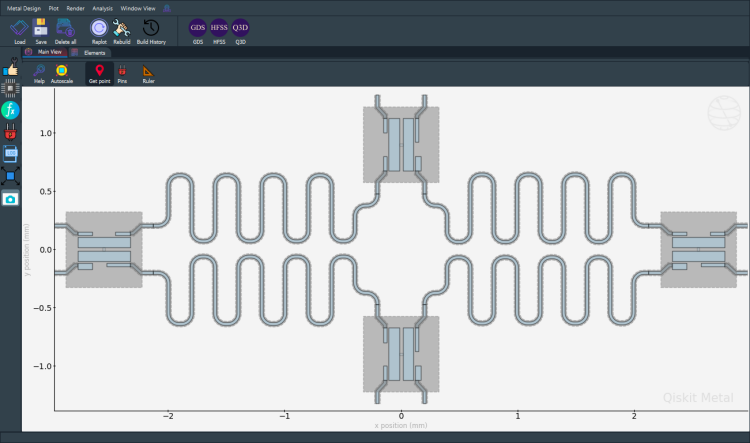 Metal Design Plot Render Analysis Window View
GDS HFSS Q3D
Load Save Delete all Replot Rebuild Build History GDS HFSS Q3D
Main View Elements
Help Autoscale Get point Pins Ruler
1.0
0.5
0.0
−0.5
−1.0
y position (mm)
−2 −1 0 1 2
x position (mm)
Qiskit Metal